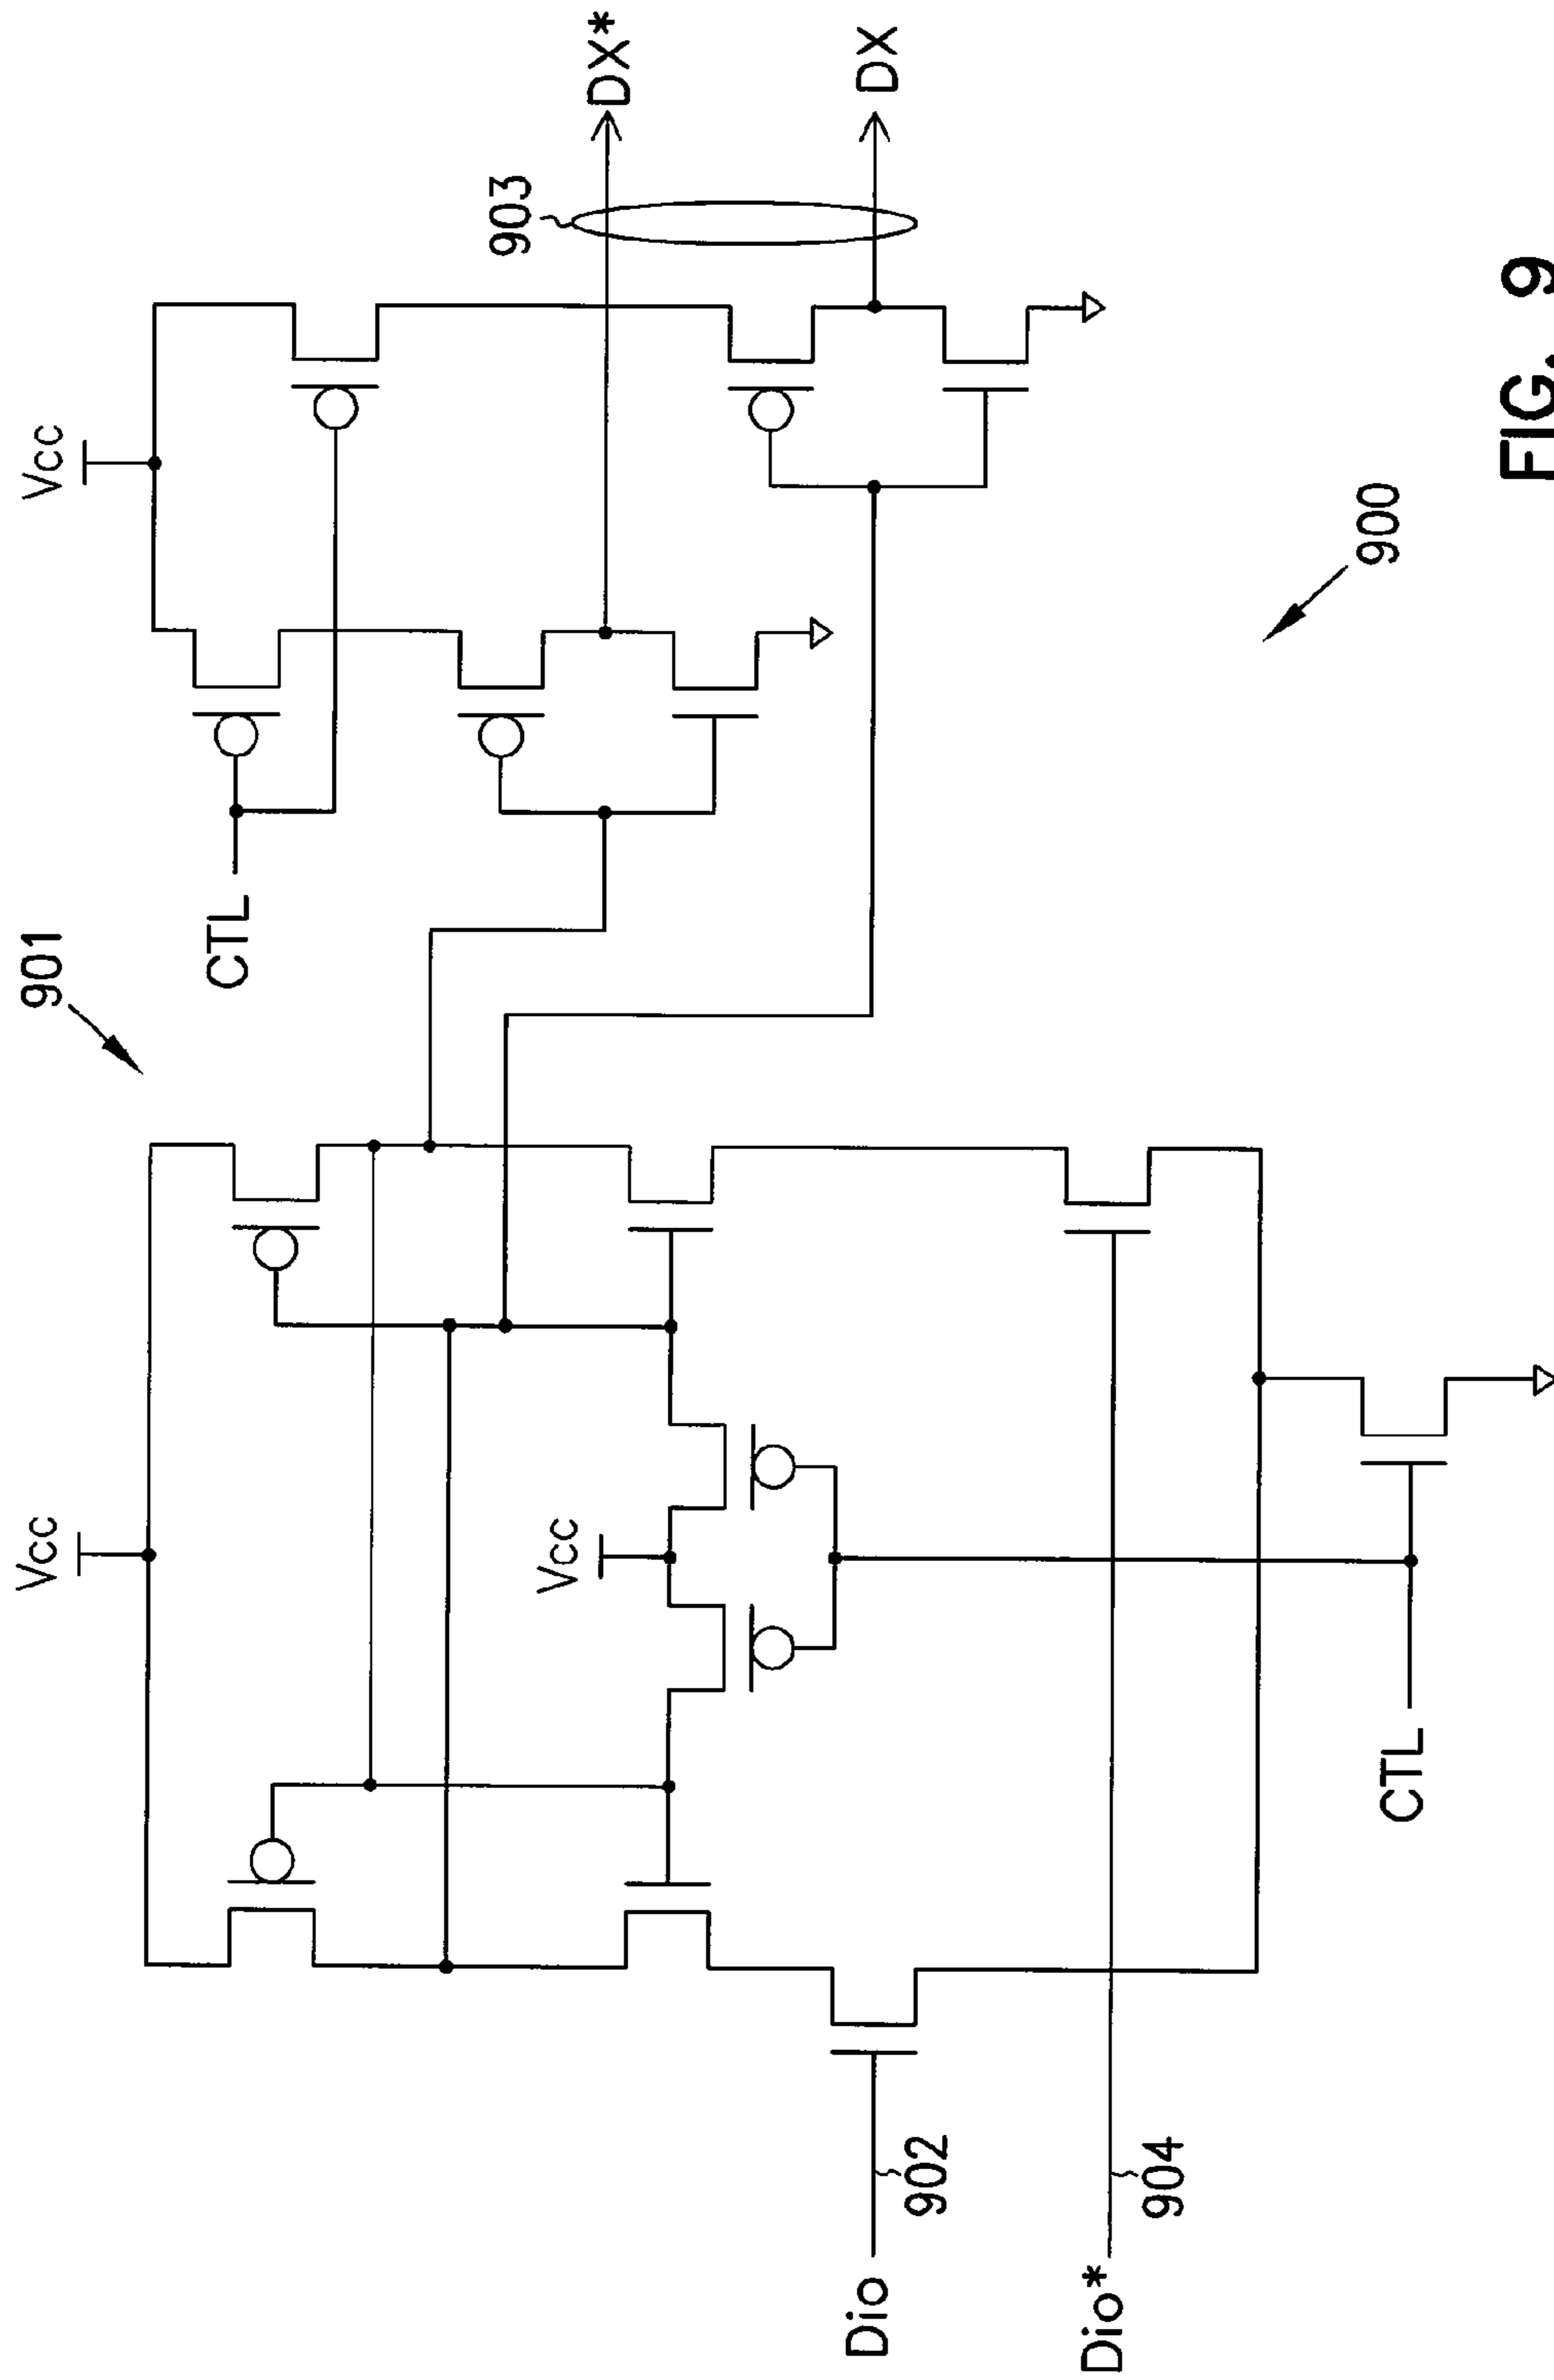 901
Vcc
Vcc
CTL
DX*
903
DX
Vcc
Dio
902
Dio*
904
CTL
900
FIG. 9